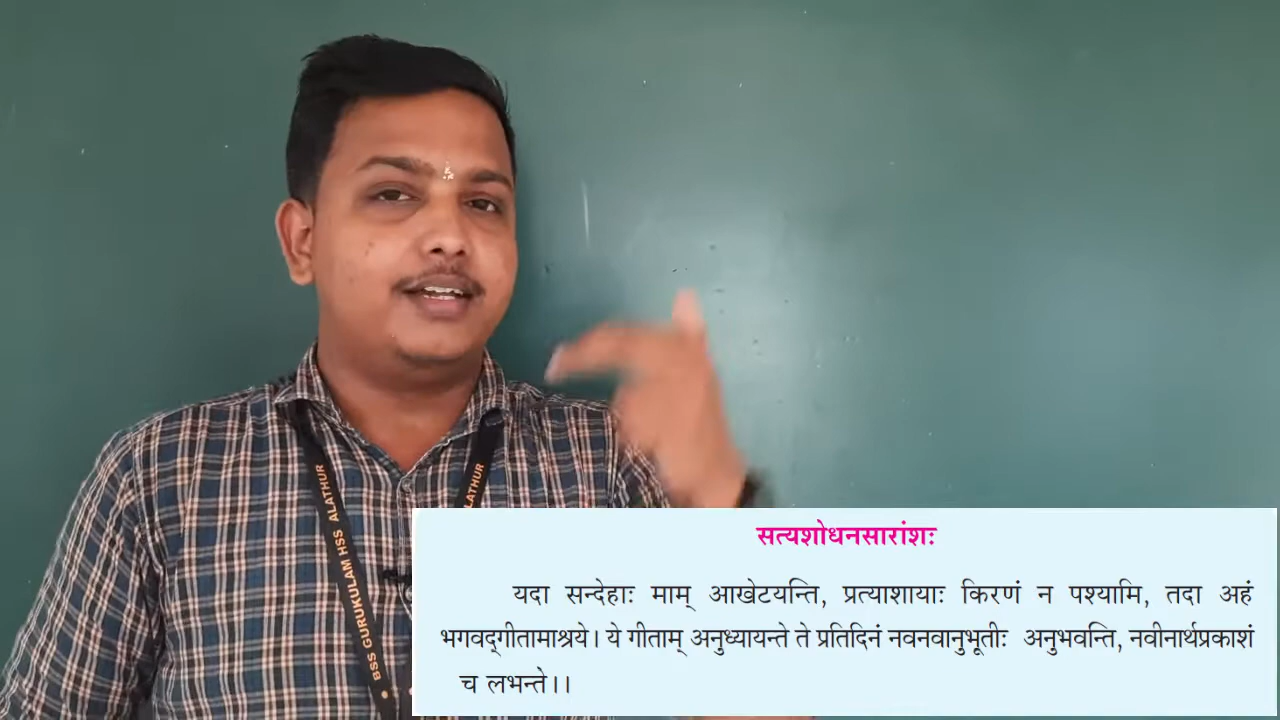 BSS GURUKULAM HSS ALATHUR
ALATHUR
सत्यशोधनसारांशः
यदा सन्देहाः माम् आखेटयन्ति, प्रत्याशायाः किरणं न पश्यामि, तदा अहं
भगवद्‌गीतामाश्रये। ये गीताम् अनुध्यायन्ते ते प्रतिदिनं नवनवानुभूतीः अनुभवन्ति, नवीनार्थप्रकाशं
च लभन्ते।।